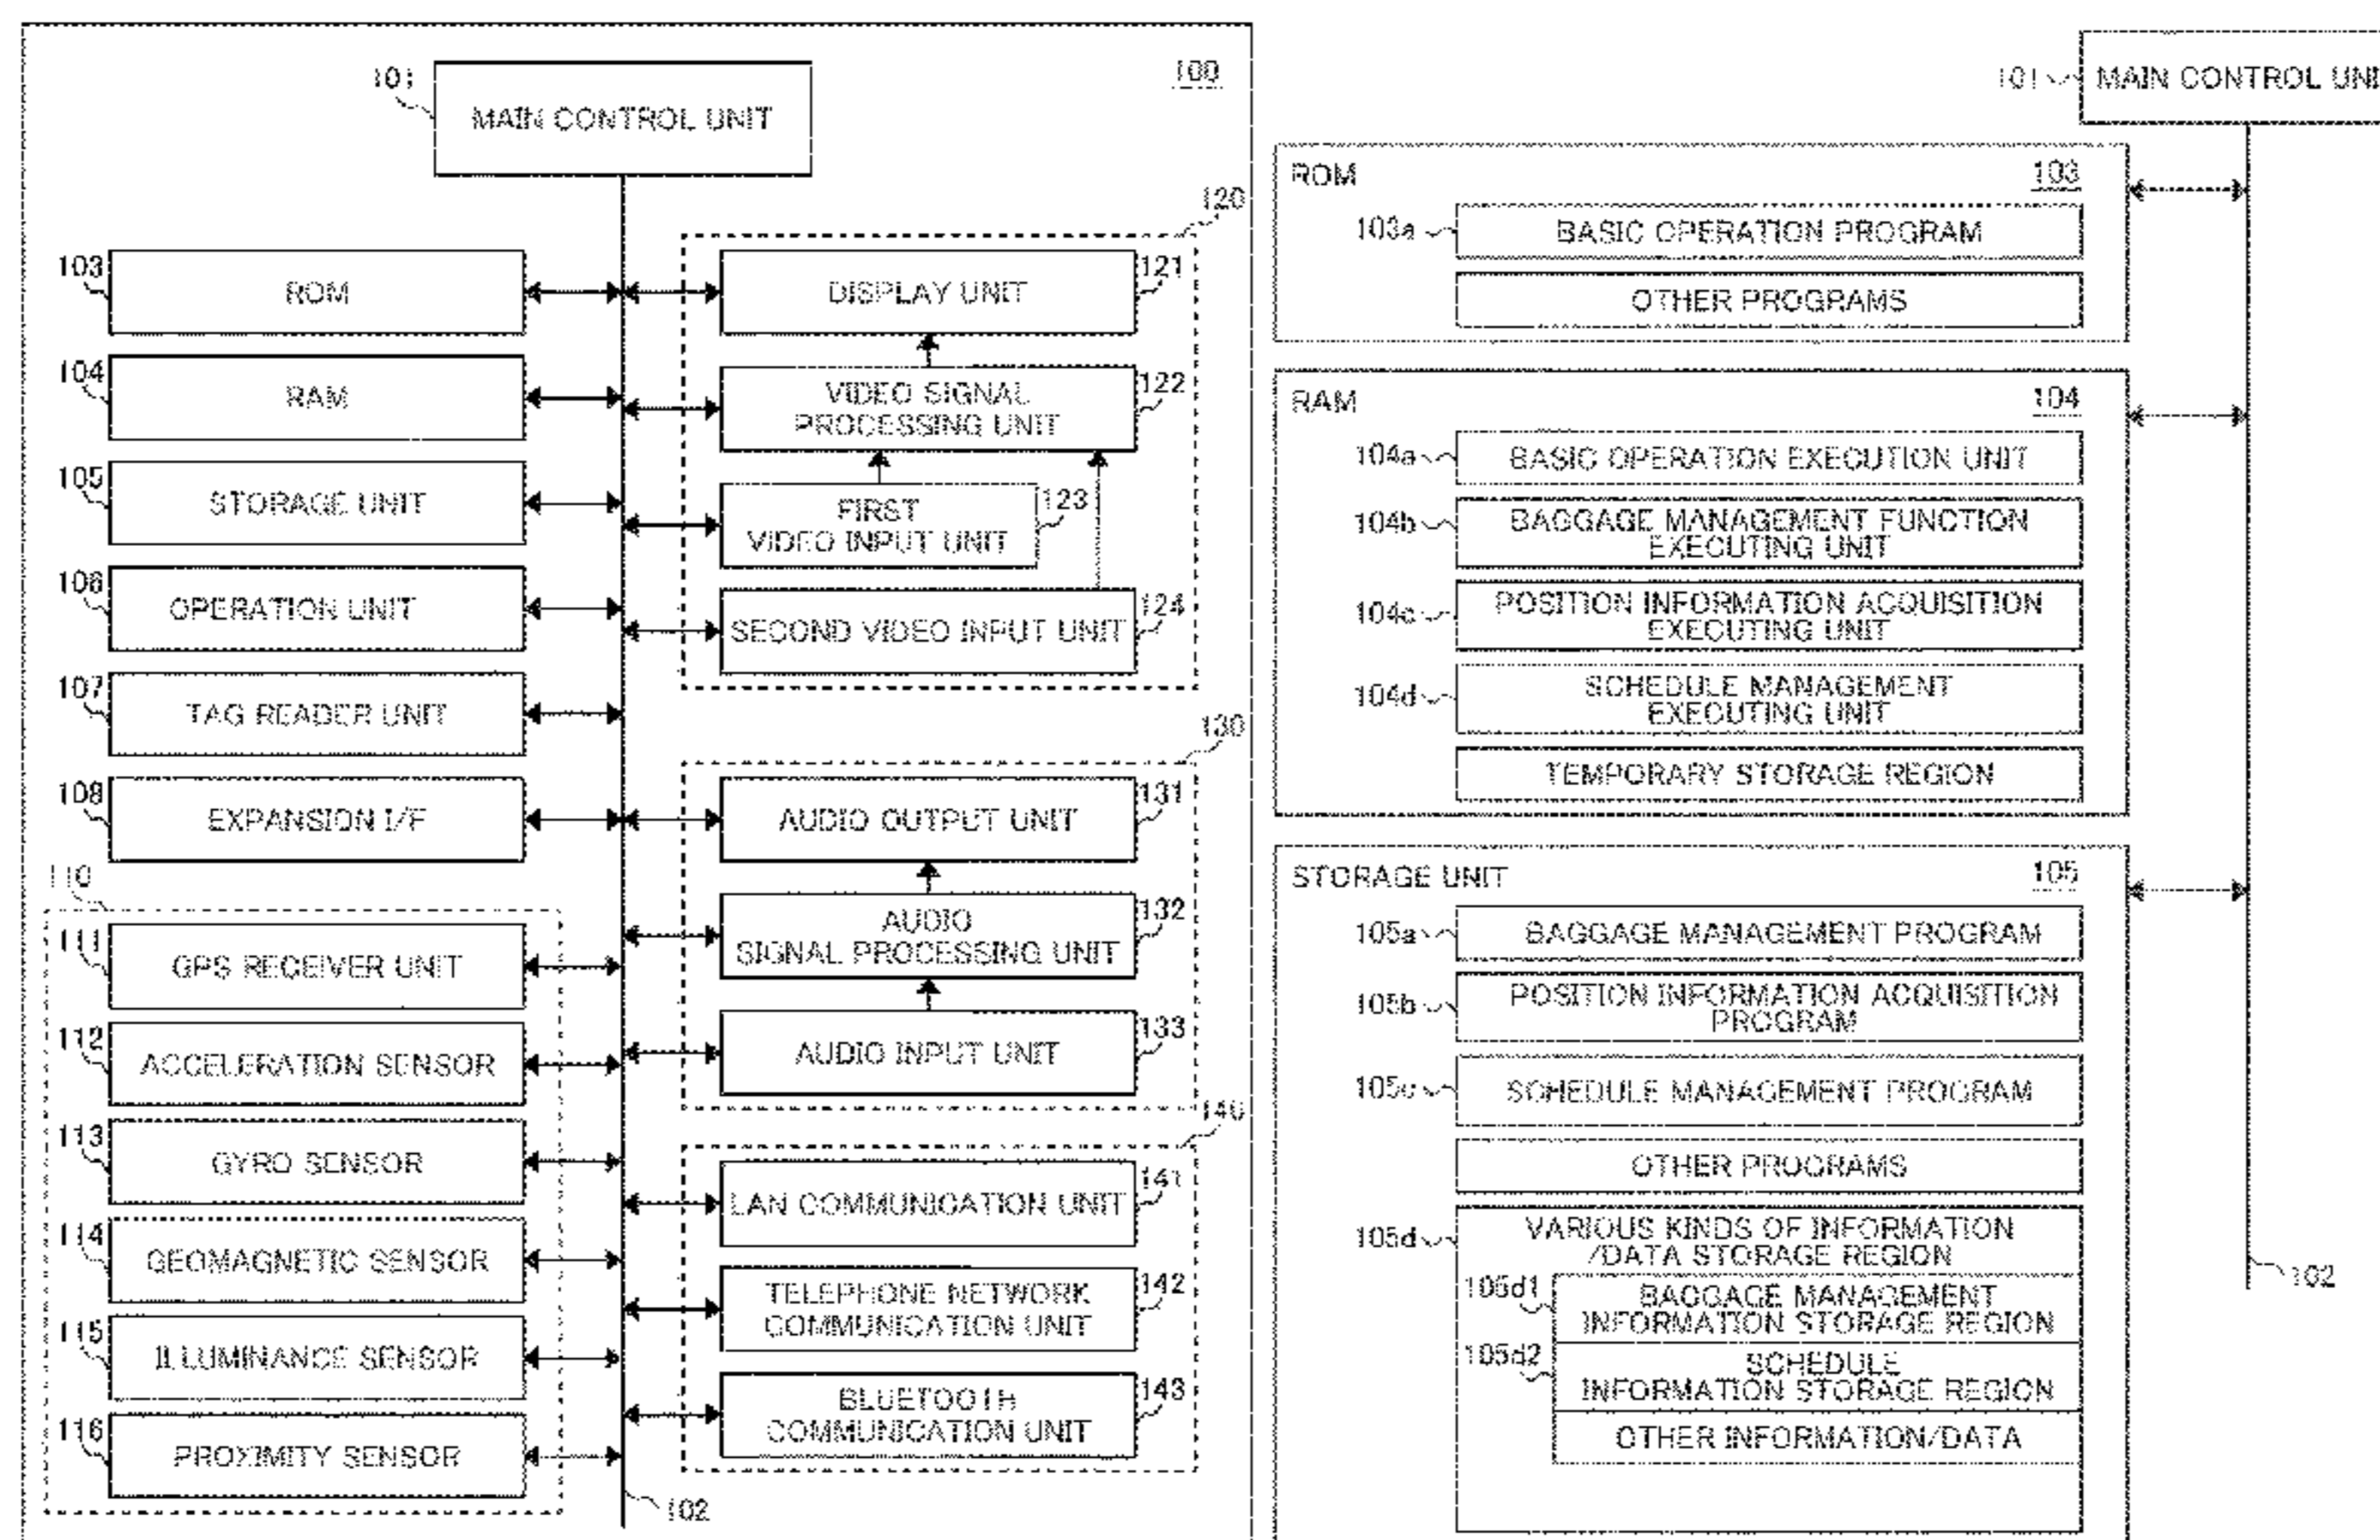 100
101
MAIN CONTROL UNIT
103
ROM
104
RAM
105
STORAGE UNIT
106
OPERATION UNIT
107
TAG READER UNIT
108
EXPANSION I/F
110
111
GPS RECEIVER UNIT
112
ACCELERATION SENSOR
113
GYRO SENSOR
114
GEOMAGNETIC SENSOR
115
ILLUMINANCE SENSOR
116
PROXIMITY SENSOR
102
120
121
DISPLAY UNIT
122
VIDEO SIGNAL
PROCESSING UNIT
123
FIRST
VIDEO INPUT UNIT
124
SECOND VIDEO INPUT UNIT
130
131
AUDIO OUTPUT UNIT
132
AUDIO
SIGNAL PROCESSING UNIT
133
AUDIO INPUT UNIT
140
141
LAN COMMUNICATION UNIT
142
TELEPHONE NETWORK
COMMUNICATION UNIT
143
BLUETOOTH
COMMUNICATION UNIT
101
MAIN CONTROL UNI
ROM
103
103a
BASIC OPERATION PROGRAM
OTHER PROGRAMS
RAM
104
104a
BASIC OPERATION EXECUTION UNIT
104b
BAGGAGE MANAGEMENT FUNCTION
EXECUTING UNIT
104c
POSITION INFORMATION ACQUISITION
EXECUTING UNIT
104d
SCHEDULE MANAGEMENT
EXECUTING UNIT
TEMPORARY STORAGE REGION
STORAGE UNIT
105
105a
BAGGAGE MANAGEMENT PROGRAM
105b
POSITION INFORMATION ACQUISITION
PROGRAM
105c
SCHEDULE MANAGEMENT PROGRAM
OTHER PROGRAMS
105d
VARIOUS KINDS OF INFORMATION
/DATA STORAGE REGION
105d1
BAGGAGE MANAGEMENT
INFORMATION STORAGE REGION
105d2
SCHEDULE
INFORMATION STORAGE REGION
OTHER INFORMATION/DATA
102